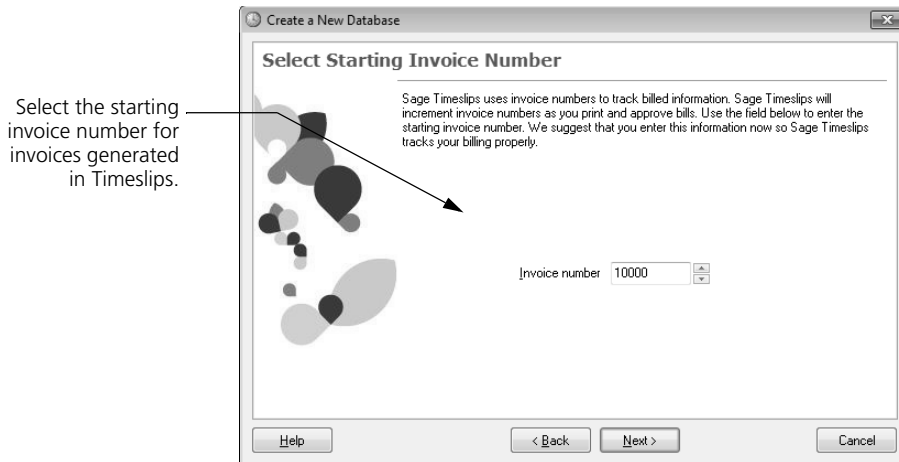 Create a New Database
Select Starting Invoice Number
Sage Timeslips uses invoice numbers to track billed information. Sage Timeslips will
increment invoice numbers as you print and approve bills. Use the field below to enter the
starting invoice number. We suggest that you enter this information now so Sage Timeslips
tracks your billing properly.
Select the starting
invoice number for
invoices generated
in Timeslips.
Invoice number 10000
Help < Back Next > Cancel